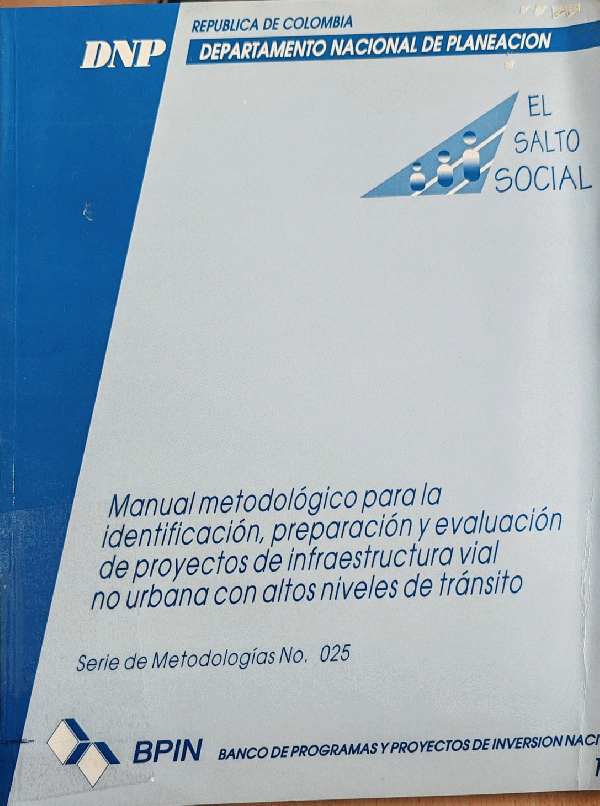 REPUBLICA DE COLOMBIA
DNP
DEPARTAMENTO NACIONAL DE PLANEACION
EL
SALTO
SOCIAL
Manual metodológico para la
identificación, preparación y evaluación
de proyectos de infraestructura vial
no urbana con altos niveles de tránsito
Serie de Metodologías No. 025
BPIN
BANCO DE PROGRAMAS Y PROYECTOS DE INVERSION NACI